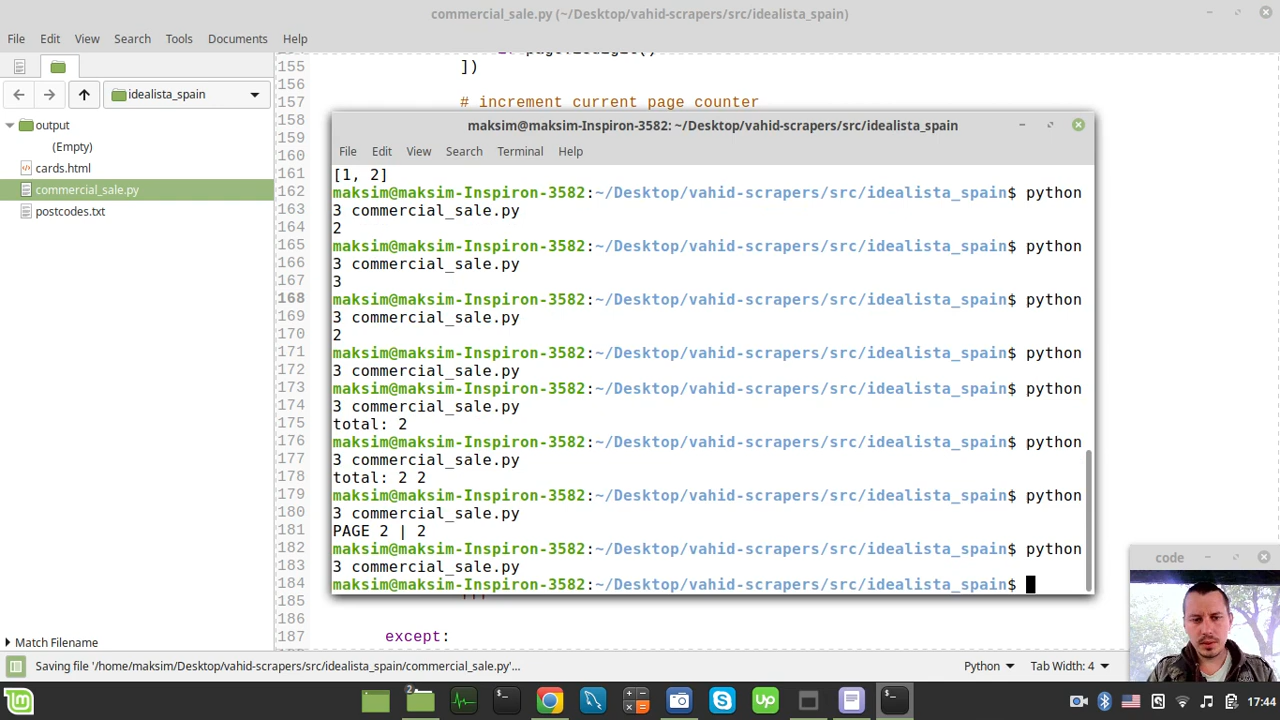 commercial_sale.py (~/Desktop/vahid-scrapers/src/idealista_spain)
File Edit View Search Tools Documents Help
idealista_spain
output
(Empty)
cards.html
commercial_sale.py
postcodes.txt
Match Filename
155 ])
156
157 # increment current page counter
158
159
160
161
162
163
164
165
166
167
168
169
170
171
172
173
174
175
176
177
178
179
180
181
182
183
184
185
186
187 except:
maksim@maksim-Inspiron-3582: ~/Desktop/vahid-scrapers/src/idealista_spain
File Edit View Search Terminal Help
[1, 2]
maksim@maksim-Inspiron-3582:~/Desktop/vahid-scrapers/src/idealista_spain$ python
3 commercial_sale.py
2
maksim@maksim-Inspiron-3582:~/Desktop/vahid-scrapers/src/idealista_spain$ python
3 commercial_sale.py
3
maksim@maksim-Inspiron-3582:~/Desktop/vahid-scrapers/src/idealista_spain$ python
3 commercial_sale.py
2
maksim@maksim-Inspiron-3582:~/Desktop/vahid-scrapers/src/idealista_spain$ python
3 commercial_sale.py
maksim@maksim-Inspiron-3582:~/Desktop/vahid-scrapers/src/idealista_spain$ python
3 commercial_sale.py
total: 2
maksim@maksim-Inspiron-3582:~/Desktop/vahid-scrapers/src/idealista_spain$ python
3 commercial_sale.py
total: 2 2
maksim@maksim-Inspiron-3582:~/Desktop/vahid-scrapers/src/idealista_spain$ python
3 commercial_sale.py
PAGE 2 | 2
maksim@maksim-Inspiron-3582:~/Desktop/vahid-scrapers/src/idealista_spain$ python
3 commercial_sale.py
maksim@maksim-Inspiron-3582:~/Desktop/vahid-scrapers/src/idealista_spain$
code
Saving file '/home/maksim/Desktop/vahid-scrapers/src/idealista_spain/commercial_sale.py'...
Python
Tab Width: 4
2
up
17:44